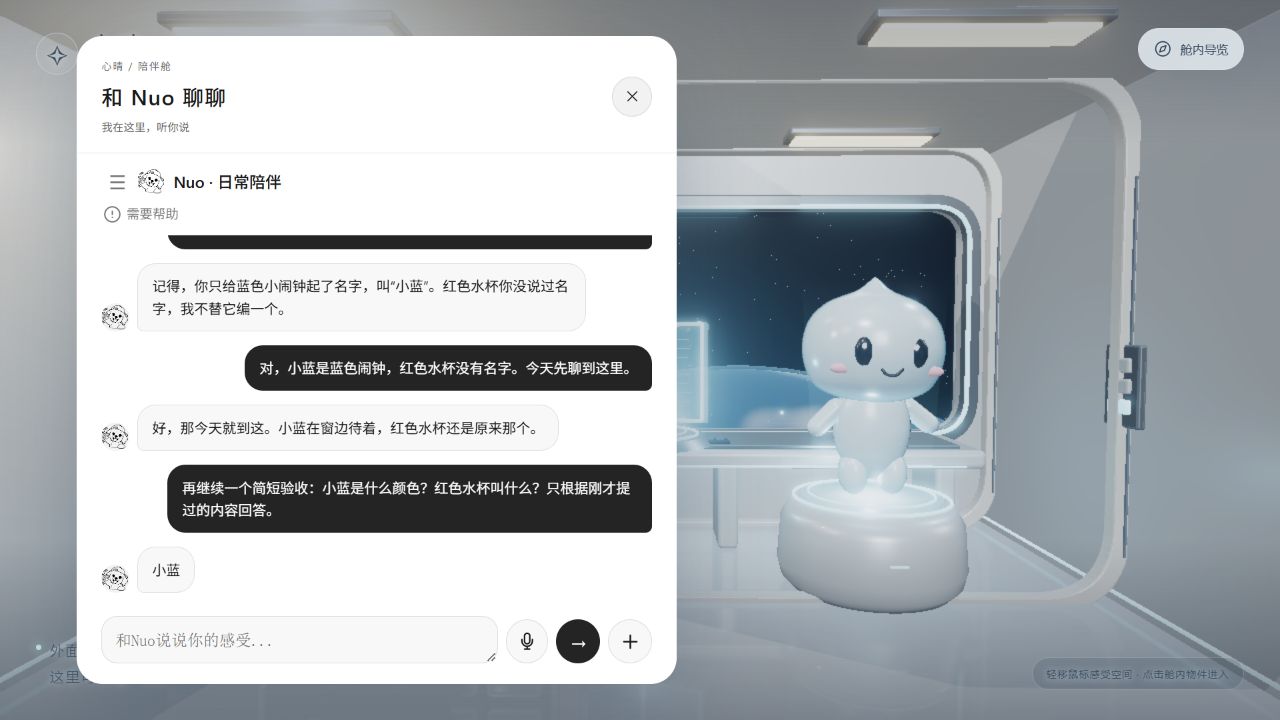 心晴 / 陪伴舱
和 Nuo 聊聊
我在这里，听你说
舱内导览
Nuo · 日常陪伴
需要帮助
记得，你只给蓝色小闹钟起了名字，叫“小蓝”。红色水杯你没说过名
字，我不替它编一个。
对，小蓝是蓝色闹钟，红色水杯没有名字。今天先聊到这里。
好，那今天就到这。小蓝在窗边待着，红色水杯还是原来那个。
再继续一个简短验收：小蓝是什么颜色？红色水杯叫什么？只根据刚才提
过的内容回答。
小蓝
和Nuo说说你的感受...
外面
这里
轻移鼠标感受空间 · 点击舱内物件进入